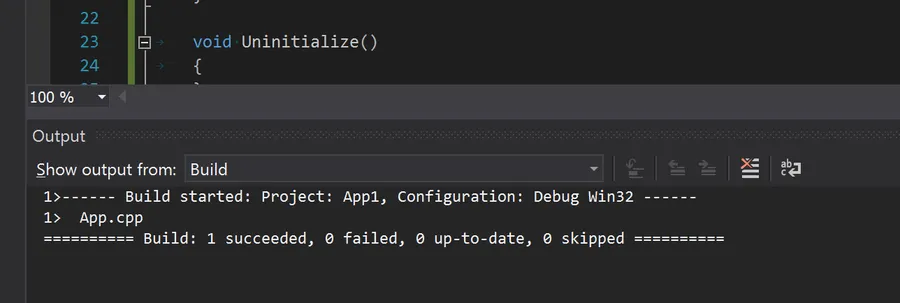 22
23 void Uninitialize()
24 {
100 %
Output
Show output from: Build
1>------ Build started: Project: App1, Configuration: Debug Win32 ------
1>  App.cpp
========== Build: 1 succeeded, 0 failed, 0 up-to-date, 0 skipped ==========